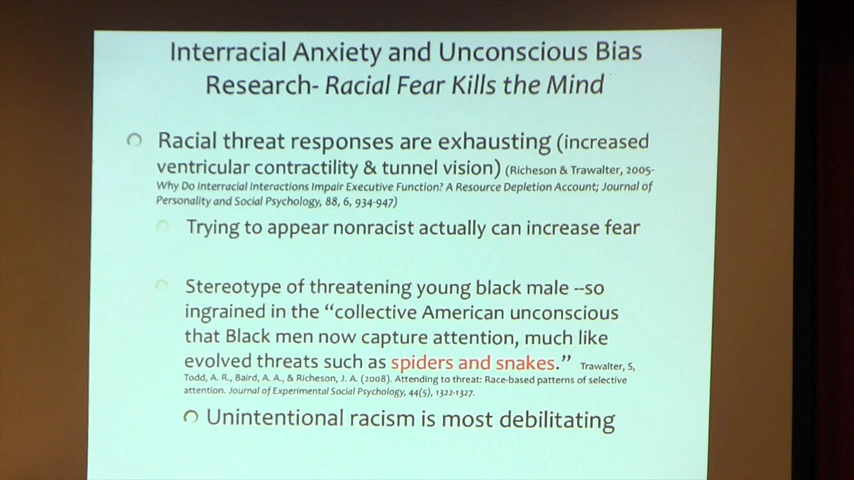 Interracial Anxiety and Unconscious Bias
Research- Racial Fear Kills the Mind
Racial threat responses are exhausting (increased
ventricular contractility & tunnel vision) (Richeson & Trawalter, 2005-
Why Do Interracial Interactions Impair Executive Function? A Resource Depletion Account; Journal of
Personality and Social Psychology, 88, 6, 934-947)
Trying to appear nonracist actually can increase fear
Stereotype of threatening young black male --so
ingrained in the “collective American unconscious
that Black men now capture attention, much like
evolved threats such as spiders and snakes.” Trawalter, S,
Todd, A. R., Baird, A. A., & Richeson, J. A. (2008). Attending to threat: Race-based patterns of selective
attention. Journal of Experimental Social Psychology, 44(5), 1322-1327.
Unintentional racism is most debilitating